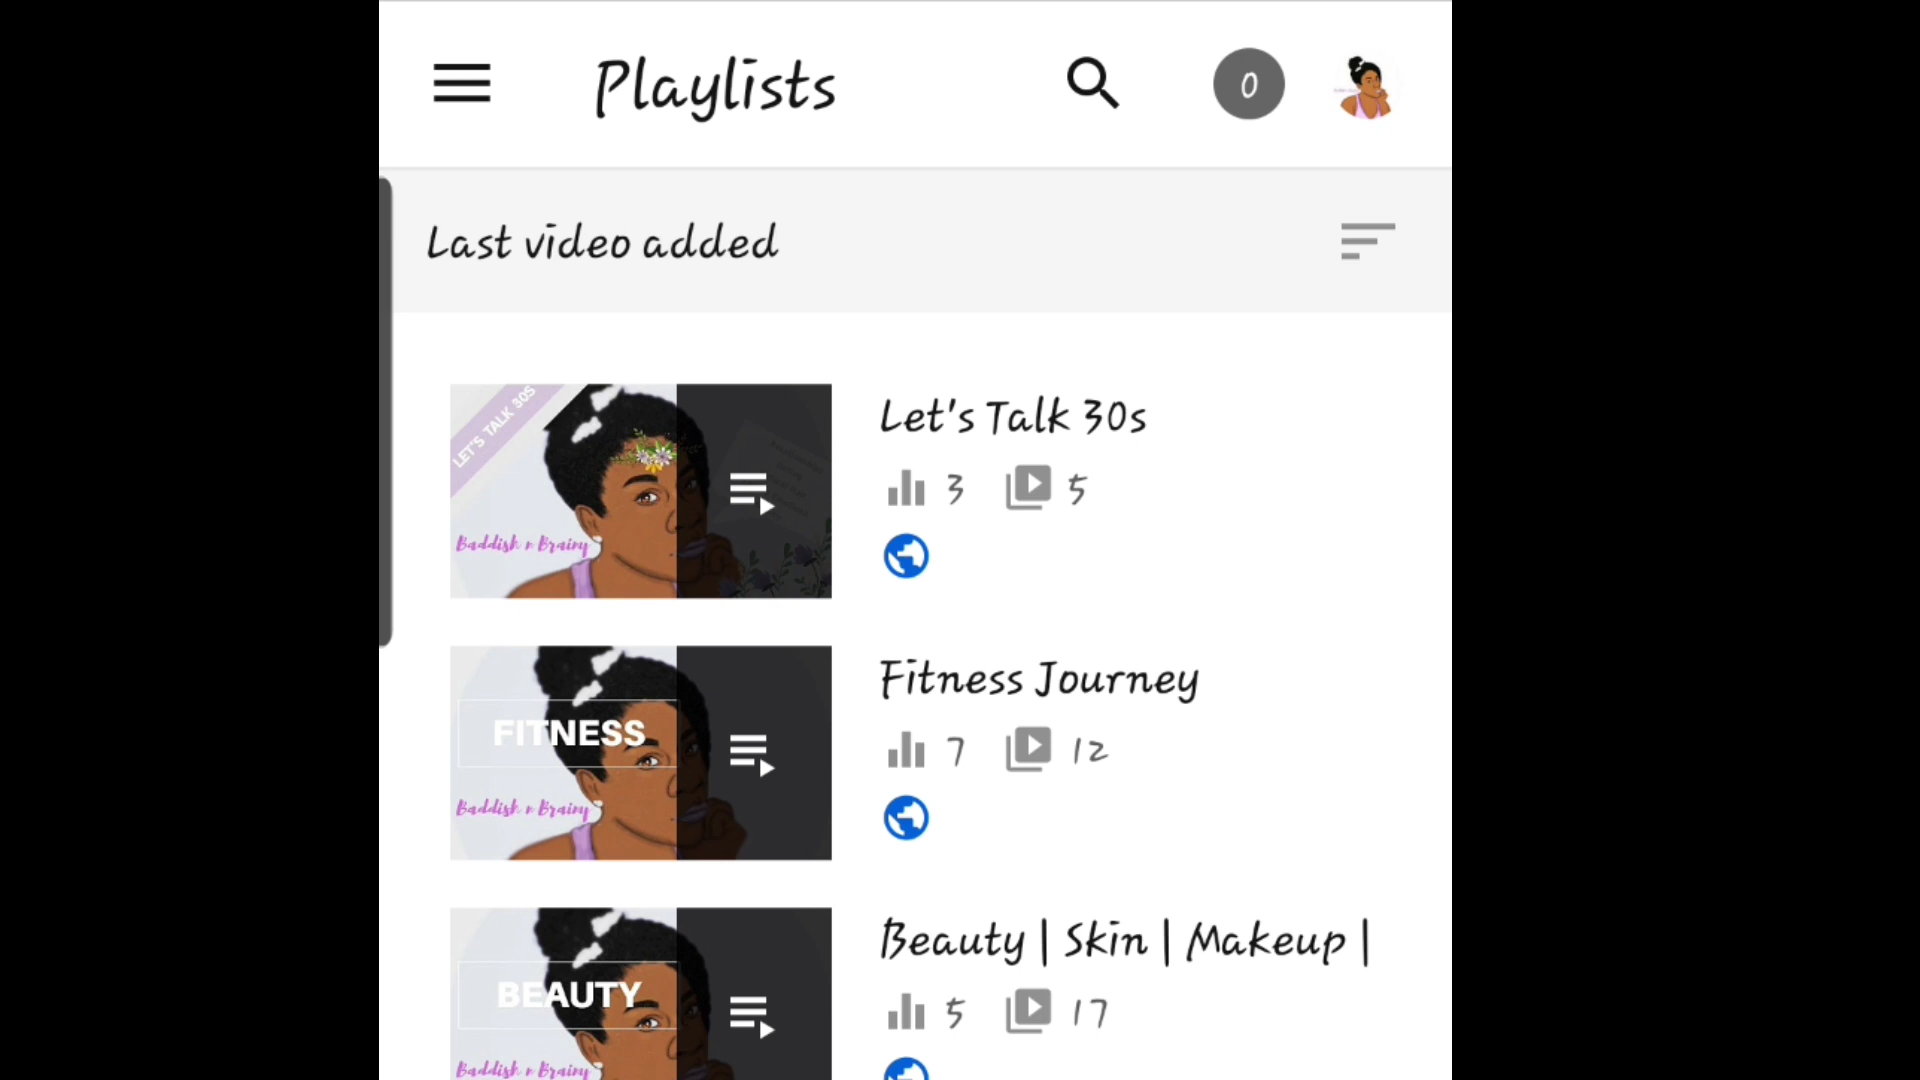 Playlists
0
Last video added
LET'S TALK 30S
Baddish n Brainy
Let's Talk 30s
3 5
FITNESS
Baddish n Brainy
Fitness Journey
7 12
BEAUTY
Baddish n Brainy
Beauty | Skin | Makeup |
5 17